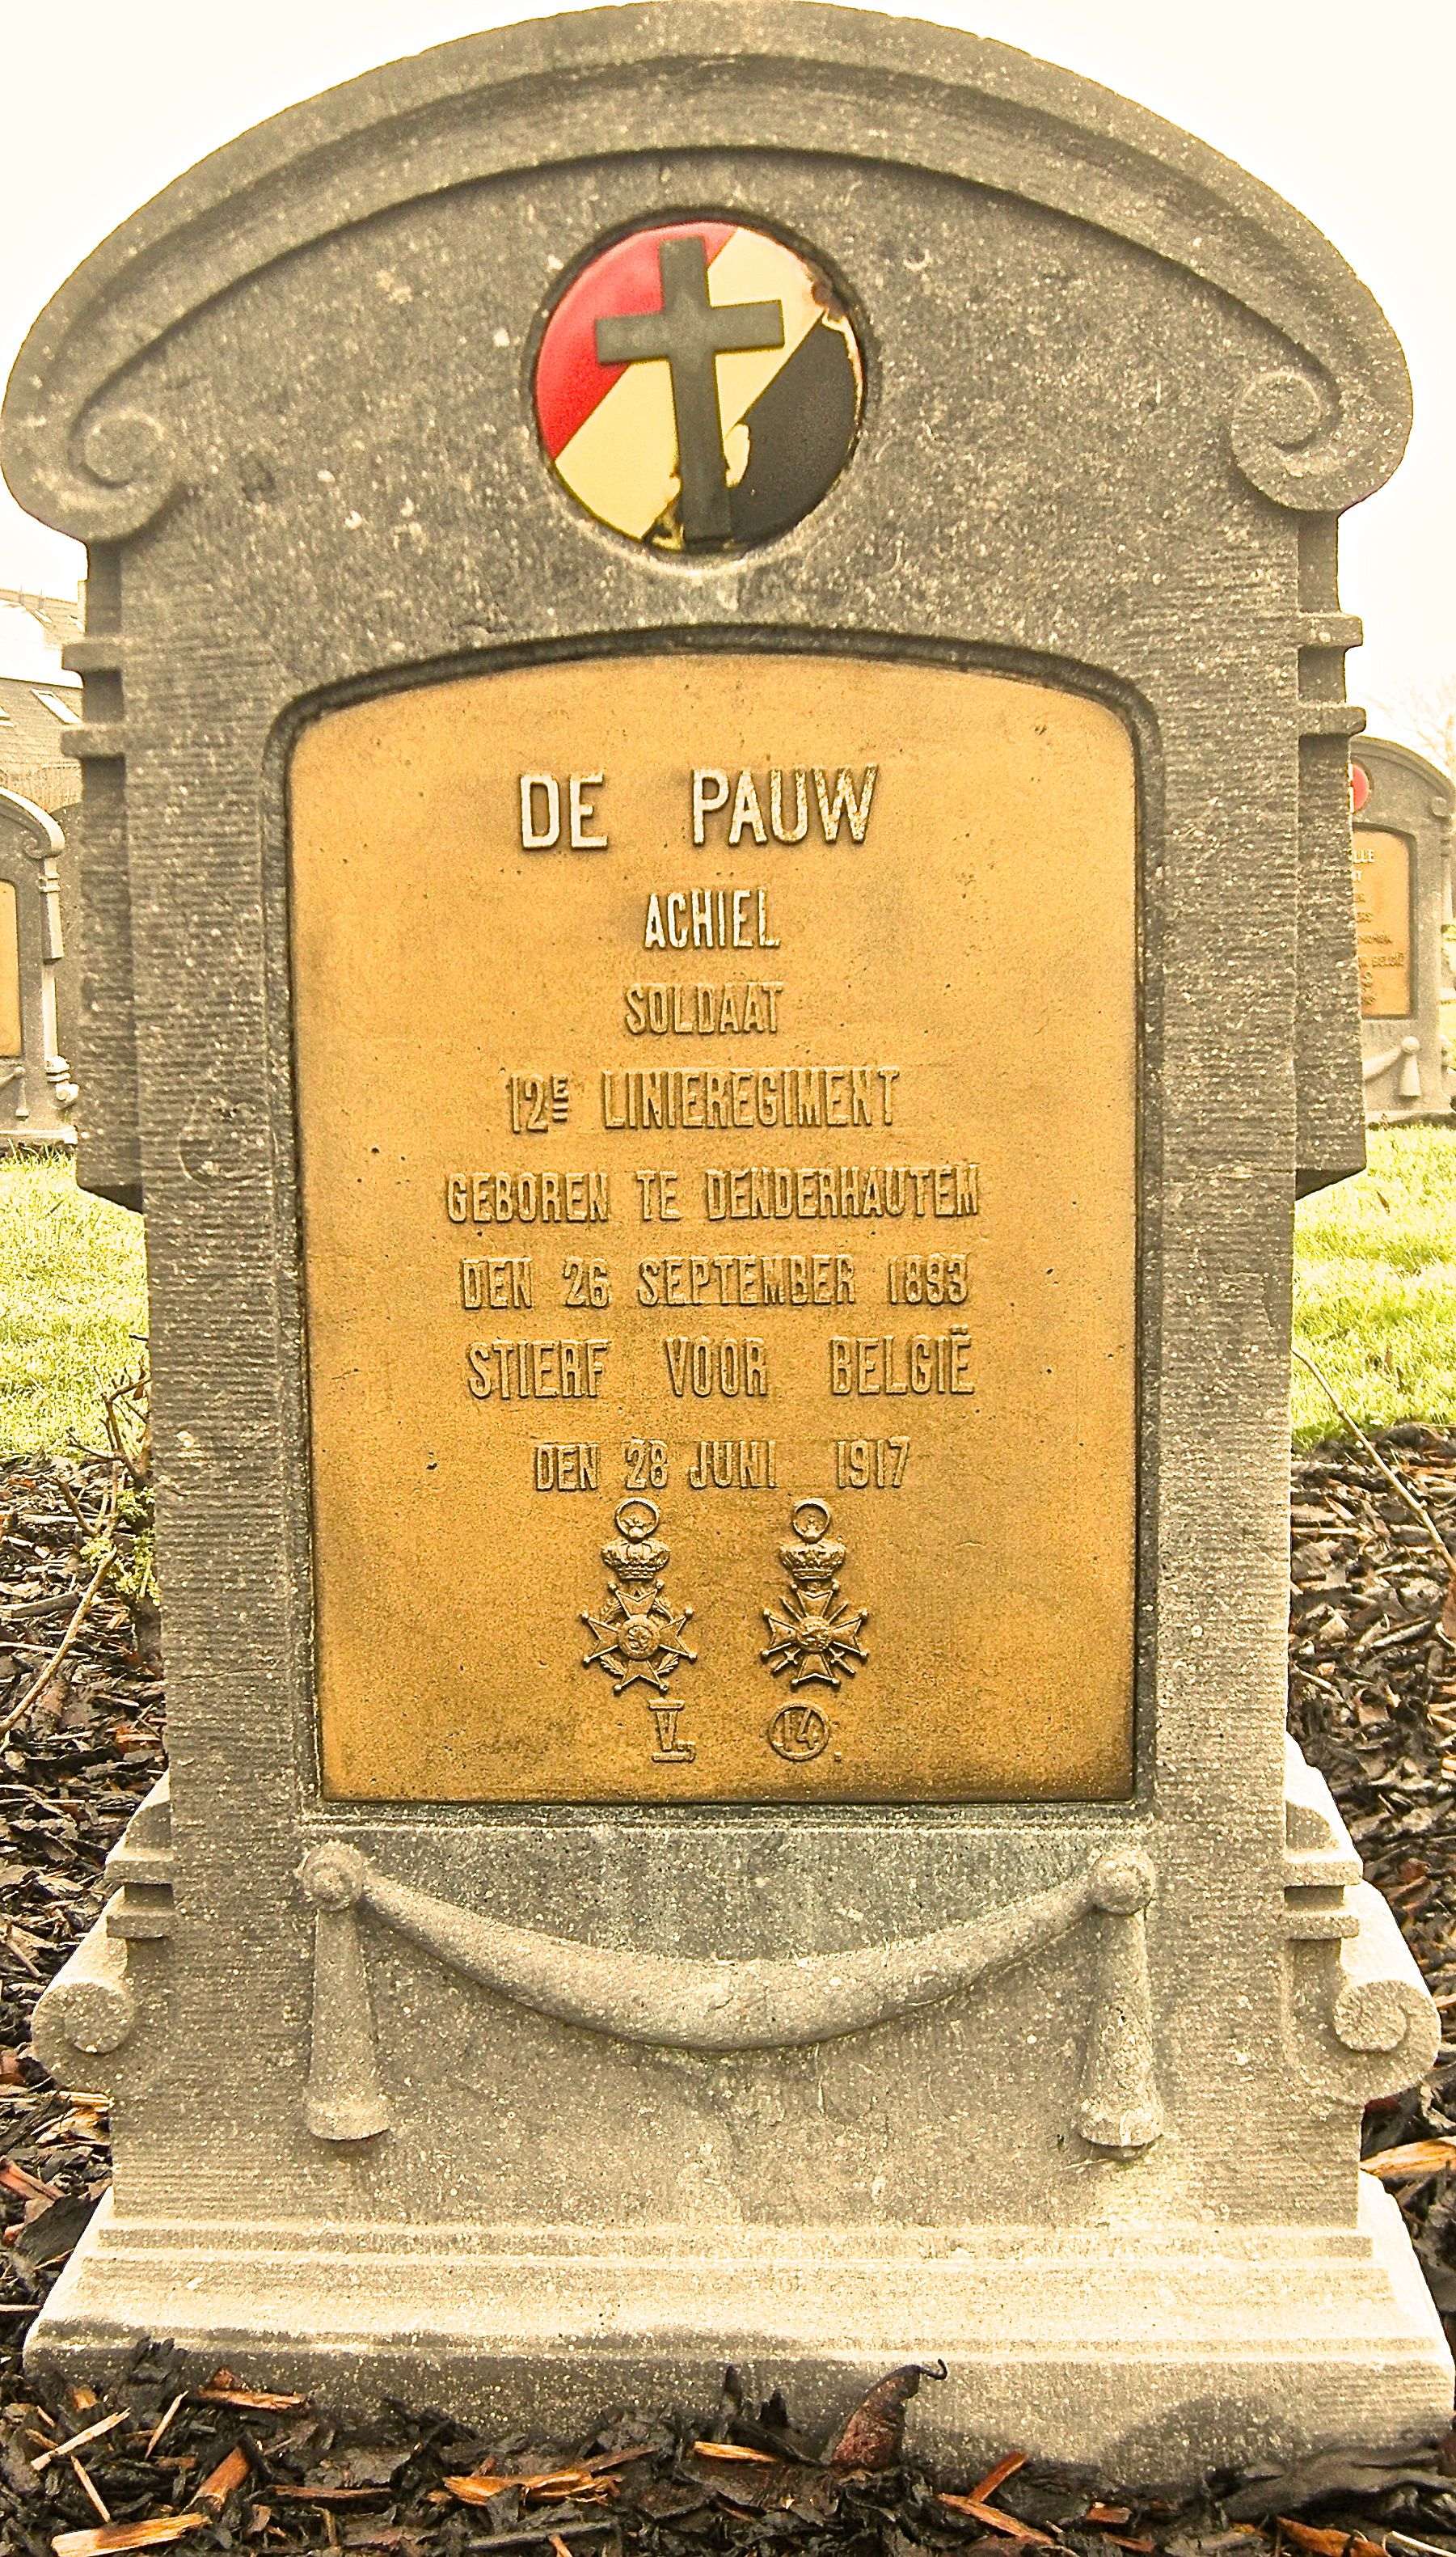 DE PAUW
ACHIEL
SOLDAAT
12IE LINIEREGIMENT
GEBOREN TE DENDERHAUTEM
DEN 26 SEPTEMBER 1893
STIERF VOOR BELGIË
DEN 28 JUNI 1917
V, 14: